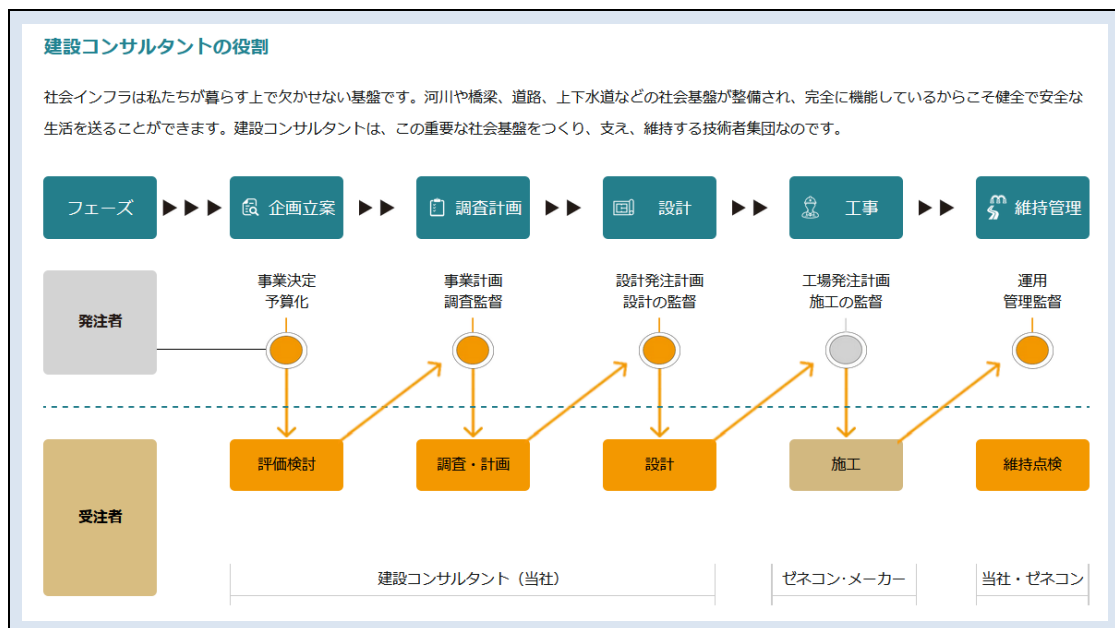 建設コンサルタントの役割
社会インフラは私たちが暮らす上で欠かせない基盤です。河川や橋梁、道路、上下水道などの社会基盤が整備され、完全に機能しているからこそ健全で安全な
生活を送ることができます。建設コンサルタントは、この重要な社会基盤をつくり、支え、維持する技術者集団なのです。
フェーズ
企画立案
調査計画
設計
工事
維持管理
発注者
事業決定
予算化
事業計画
調査監督
設計発注計画
設計の監督
工場発注計画
施工の監督
運用
管理監督
受注者
評価検討
調査・計画
設計
施工
維持点検
建設コンサルタント（当社）
ゼネコン･メーカー
当社・ゼネコン